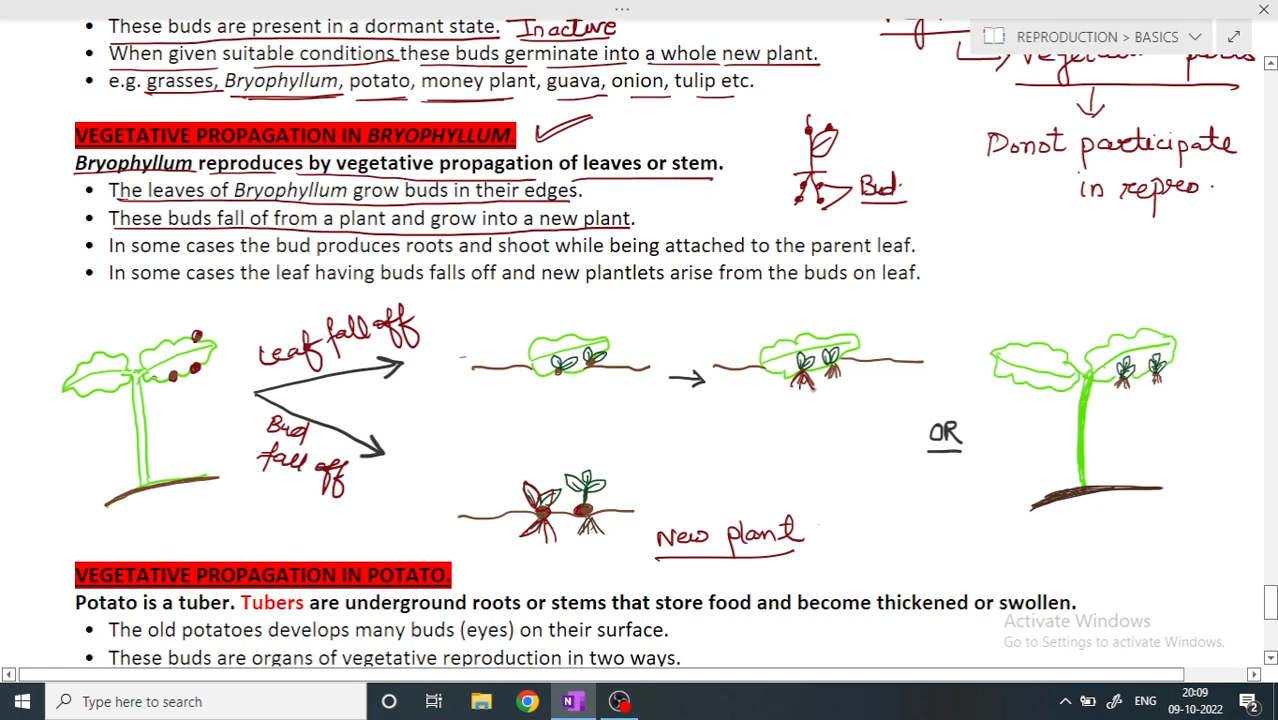 These buds are present in a dormant state. Inactive
REPRODUCTION > BASICS
When given suitable conditions these buds germinate into a whole new plant.
e.g. grasses, Bryophyllum, potato, money plant, guava, onion, tulip etc.
VEGETATIVE PROPAGATION IN BRYOPHYLLUM.
Donot participate
in repro.
Bryophyllum reproduces by vegetative propagation of leaves or stem.
Bud.
The leaves of Bryophyllum grow buds in their edges.
These buds fall of from a plant and grow into a new plant.
In some cases the bud produces roots and shoot while being attached to the parent leaf.
In some cases the leaf having buds falls off and new plantlets arise from the buds on leaf.
Leaf fall off
Bud
fall off
OR
New plant
VEGETATIVE PROPAGATION IN POTATO.
Potato is a tuber. Tubers are underground roots or stems that store food and become thickened or swollen.
The old potatoes develops many buds (eyes) on their surface.
These buds are organs of vegetative reproduction in two ways.
Activate Windows
Go to Settings to activate Windows.
Type here to search
ENG
20:09
09-10-2022
2